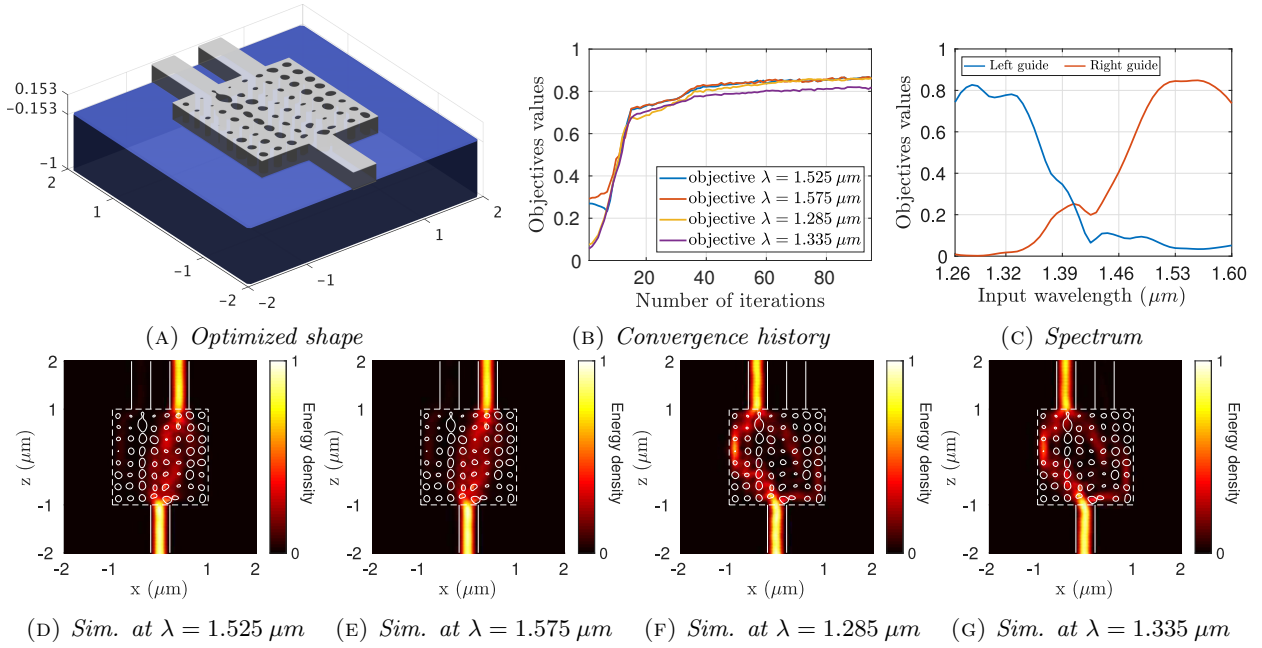 0.153
-0.153
-1
2
1
-1
-2
-2
-1
1
2
(A) Optimized shape
Objectives values
1
0.8
0.6
0.4
0.2
0
20
40
60
80
Number of iterations
objective λ = 1.525 μm
objective λ = 1.575 μm
objective λ = 1.285 μm
objective λ = 1.335 μm
(B) Convergence history
Objectives values
1
0.8
0.6
0.4
0.2
0
1.26
1.32
1.39
1.46
1.53
1.60
Input wavelength (μm)
Left guide
Right guide
(C) Spectrum
z (μm)
2
1
0
-1
-2
-2
-1
0
1
2
x (μm)
1
0
Energy density
(D) Sim. at λ = 1.525 μm
z (μm)
2
1
0
-1
-2
-2
-1
0
1
2
x (μm)
1
0
Energy density
(E) Sim. at λ = 1.575 μm
z (μm)
2
1
0
-1
-2
-2
-1
0
1
2
x (μm)
1
0
Energy density
(F) Sim. at λ = 1.285 μm
z (μm)
2
1
0
-1
-2
-2
-1
0
1
2
x (μm)
1
0
Energy density
(G) Sim. at λ = 1.335 μm